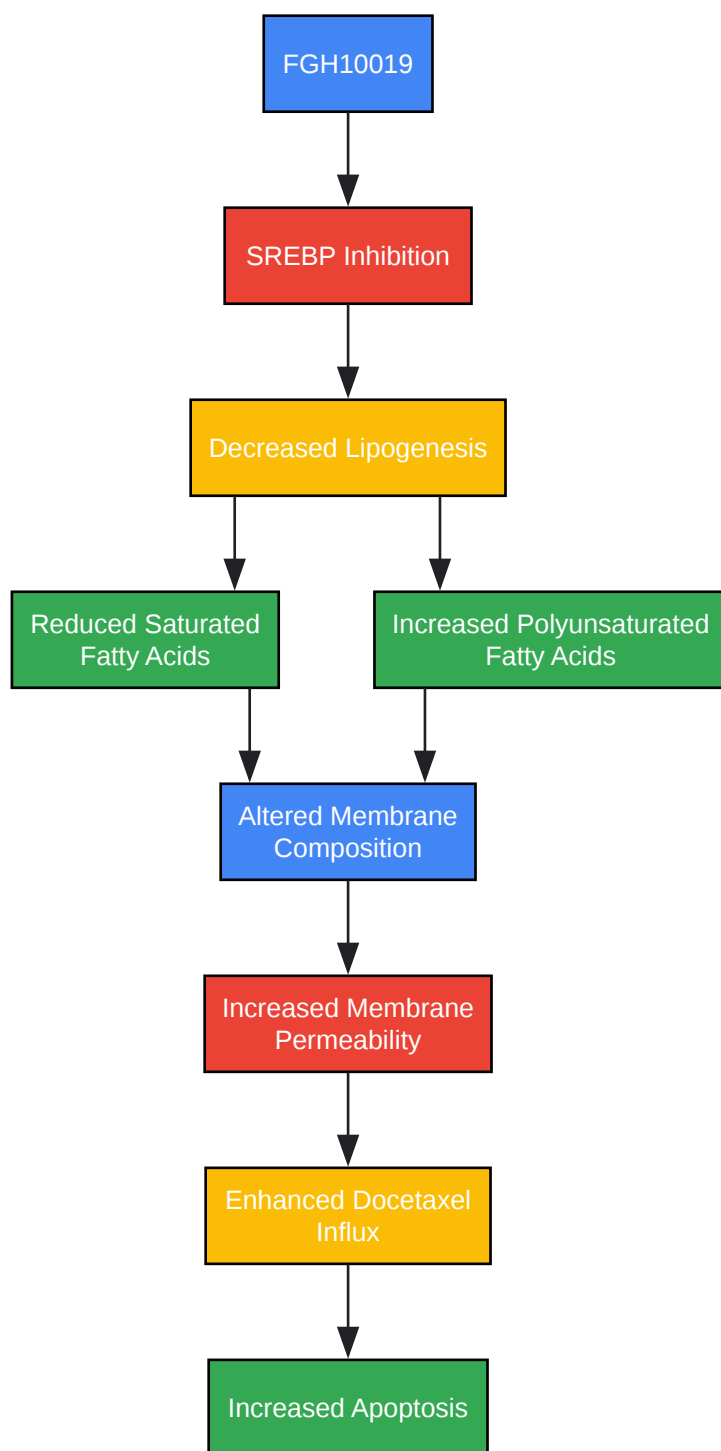 FGH10019
SREBP Inhibition
Decreased Lipogenesis
Reduced Saturated
Fatty Acids
Increased Polyunsaturated
Fatty Acids
Altered Membrane
Composition
Increased Membrane
Permeability
Enhanced Docetaxel
Influx
Increased Apoptosis